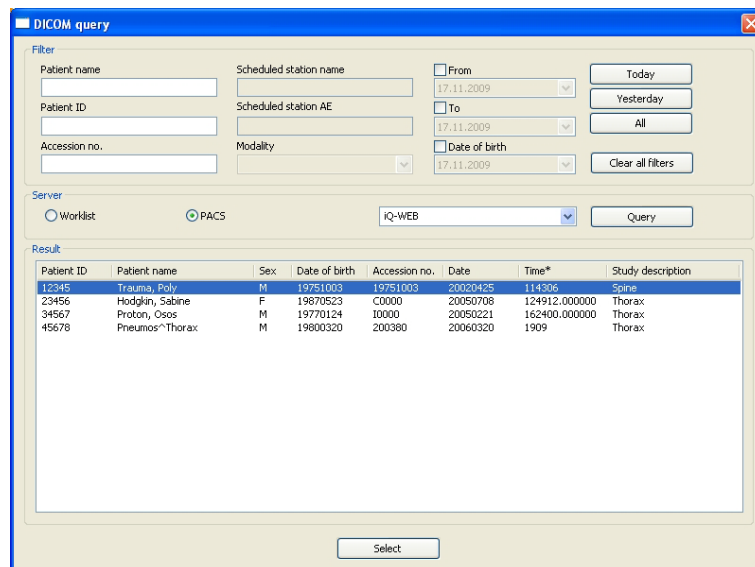 DICOM query
Filter
Patient name Scheduled station name From Today
17.11.2009
Yesterday
Patient ID Scheduled station AE To
17.11.2009 All
Accession no. Modality Date of birth
17.11.2009 Clear all filters
Server
Worklist PACS iQ-WEB Query
Result
Patient ID Patient name Sex Date of birth Accession no. Date Time* Study description
12345 Trauma, Poly M 19751003 19751003 20020425 114306 Spine
23456 Hodgkin, Sabine F 19870523 C0000 20050708 124912.000000 Thorax
34567 Proton, Osos M 19770124 I0000 20050221 162400.000000 Thorax
45678 Pneumos^Thorax M 19800320 200380 20060320 1909 Thorax
Select